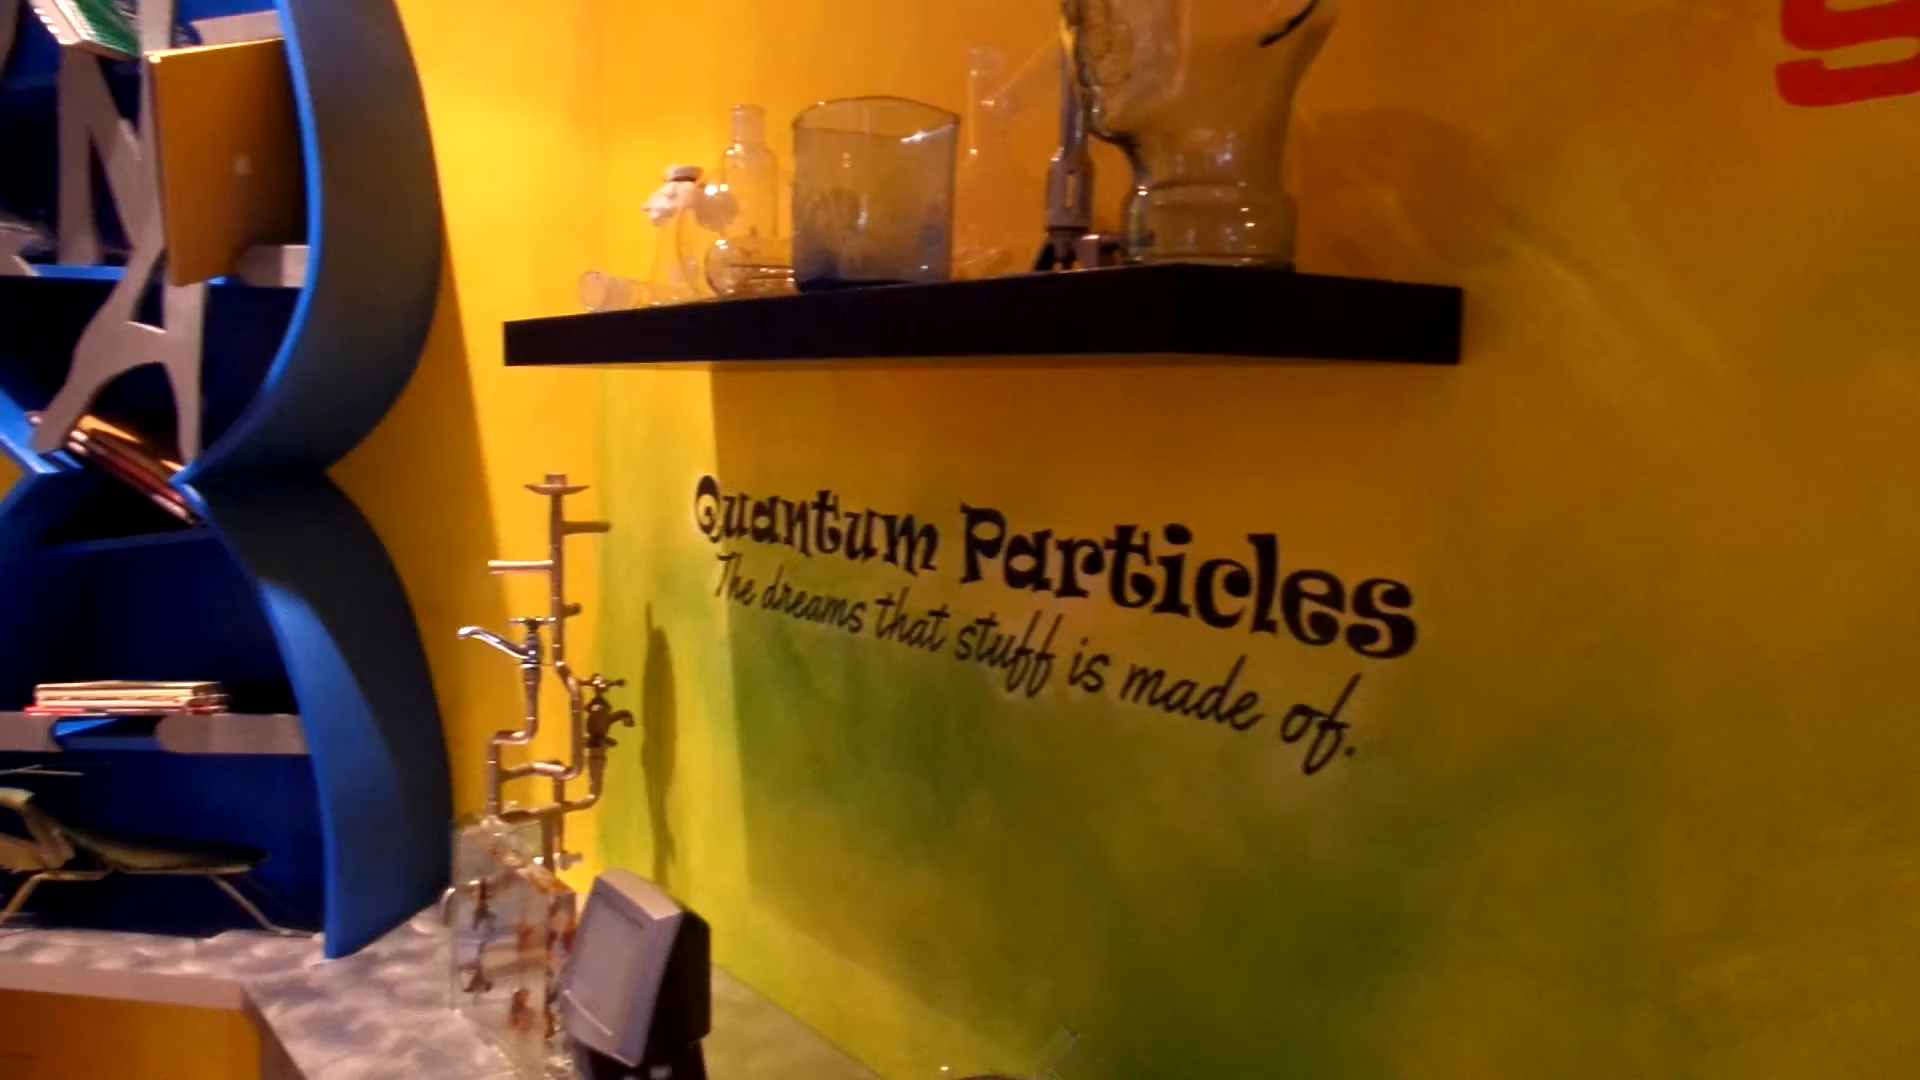 Quantum Particles
The dreams that stuff is made of.